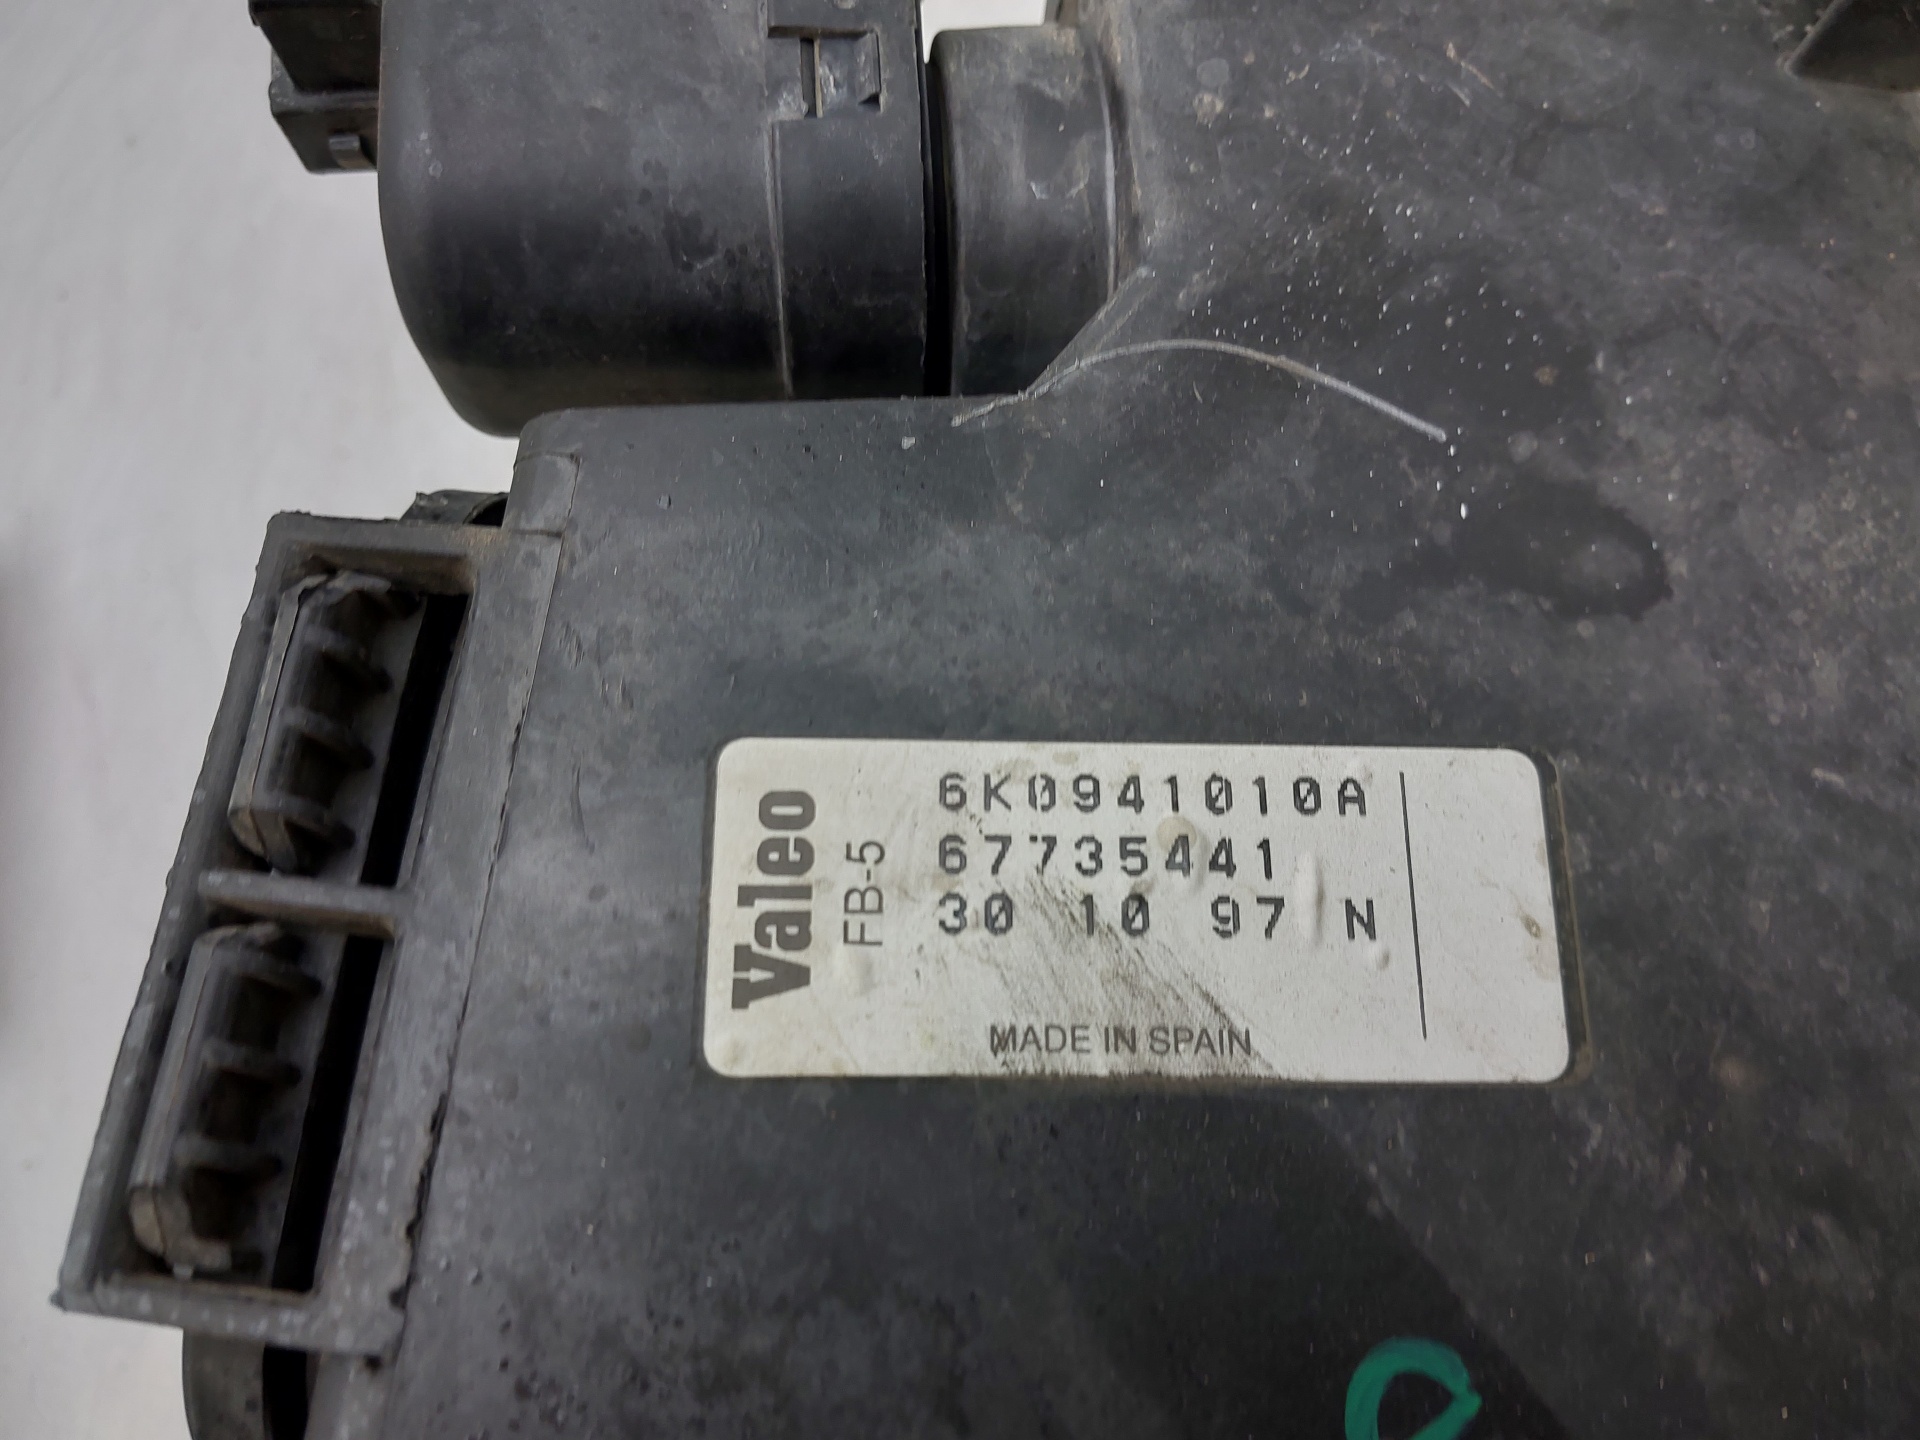 Valeo
FB-5
6K0941010A
67735441
30 10 97 N
MADE IN SPAIN